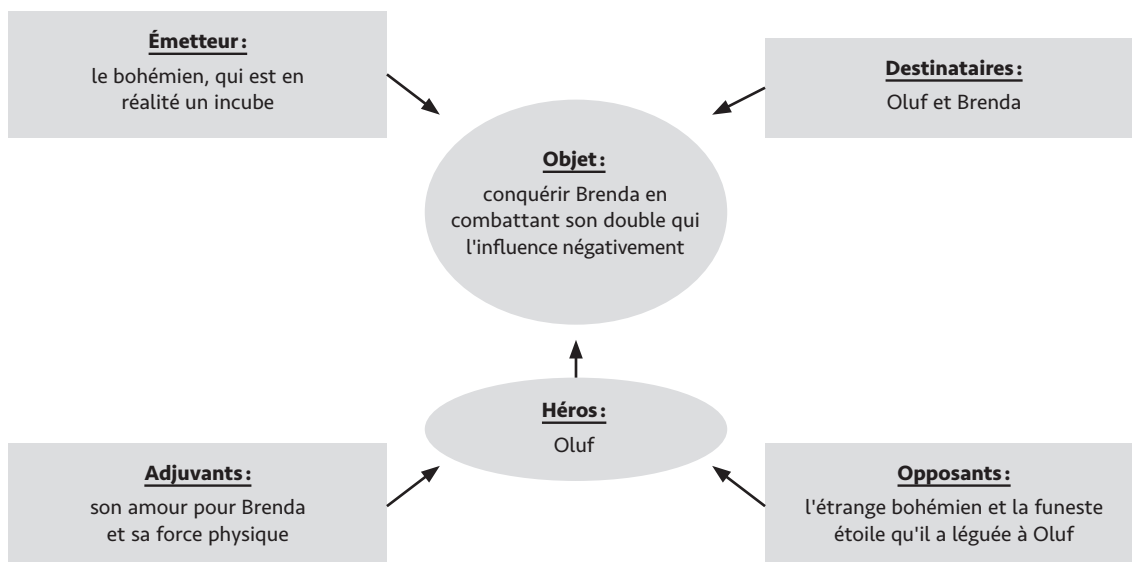 Émetteur :
le bohémien, qui est en
réalité un incube
Destinataires :
Oluf et Brenda
Objet :
conquérir Brenda en
combattant son double qui
l'influence négativement
Héros :
Oluf
Adjuvants :
son amour pour Brenda
et sa force physique
Opposants :
l'étrange bohémien et la funeste
étoile qu'il a léguée à Oluf